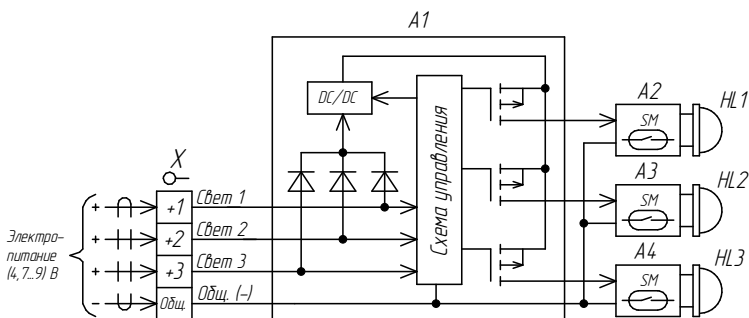 A1
DC/DC
Схема управления
A2
SM
HL1
A3
SM
HL2
A4
SM
HL3
X
Электро-
питание
(4,7...9) В
+ +1 Свет 1
+ +2 Свет 2
+ +3 Свет 3
− Общ. Общ. (-)